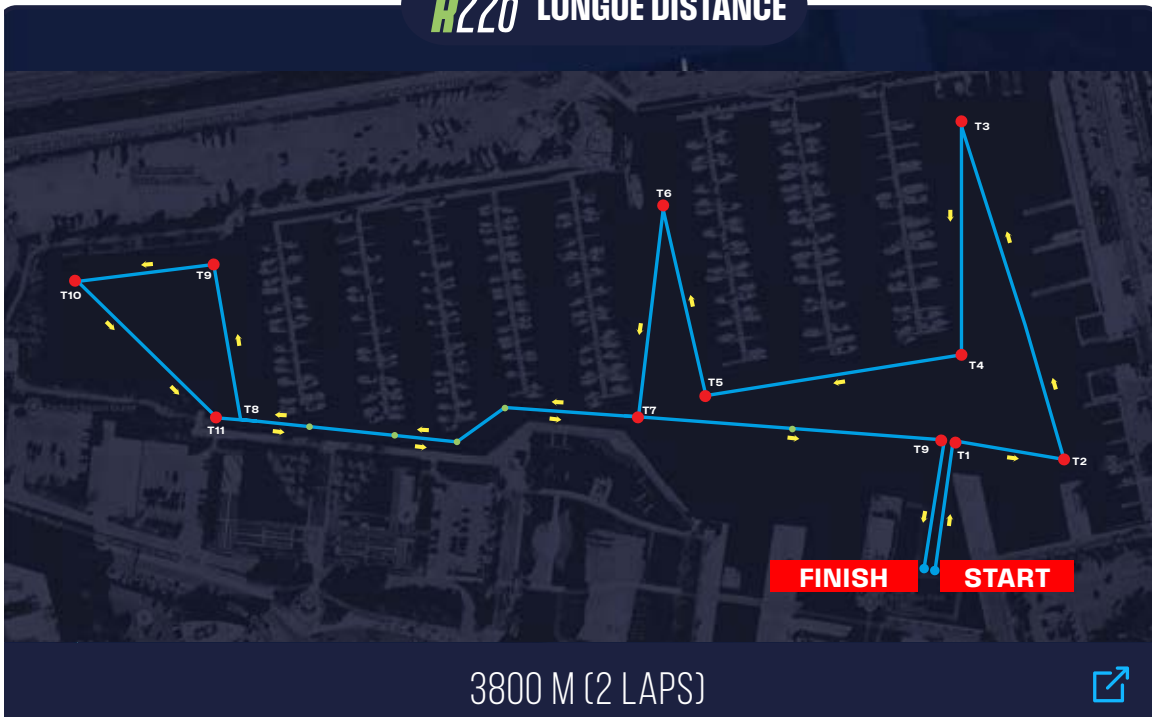 R220 LONGUE DISTANCE
T3
T6
T9
T10
T4
T5
T8
T7
T11
T9
T1
T2
FINISH
START
3800 M (2 LAPS)